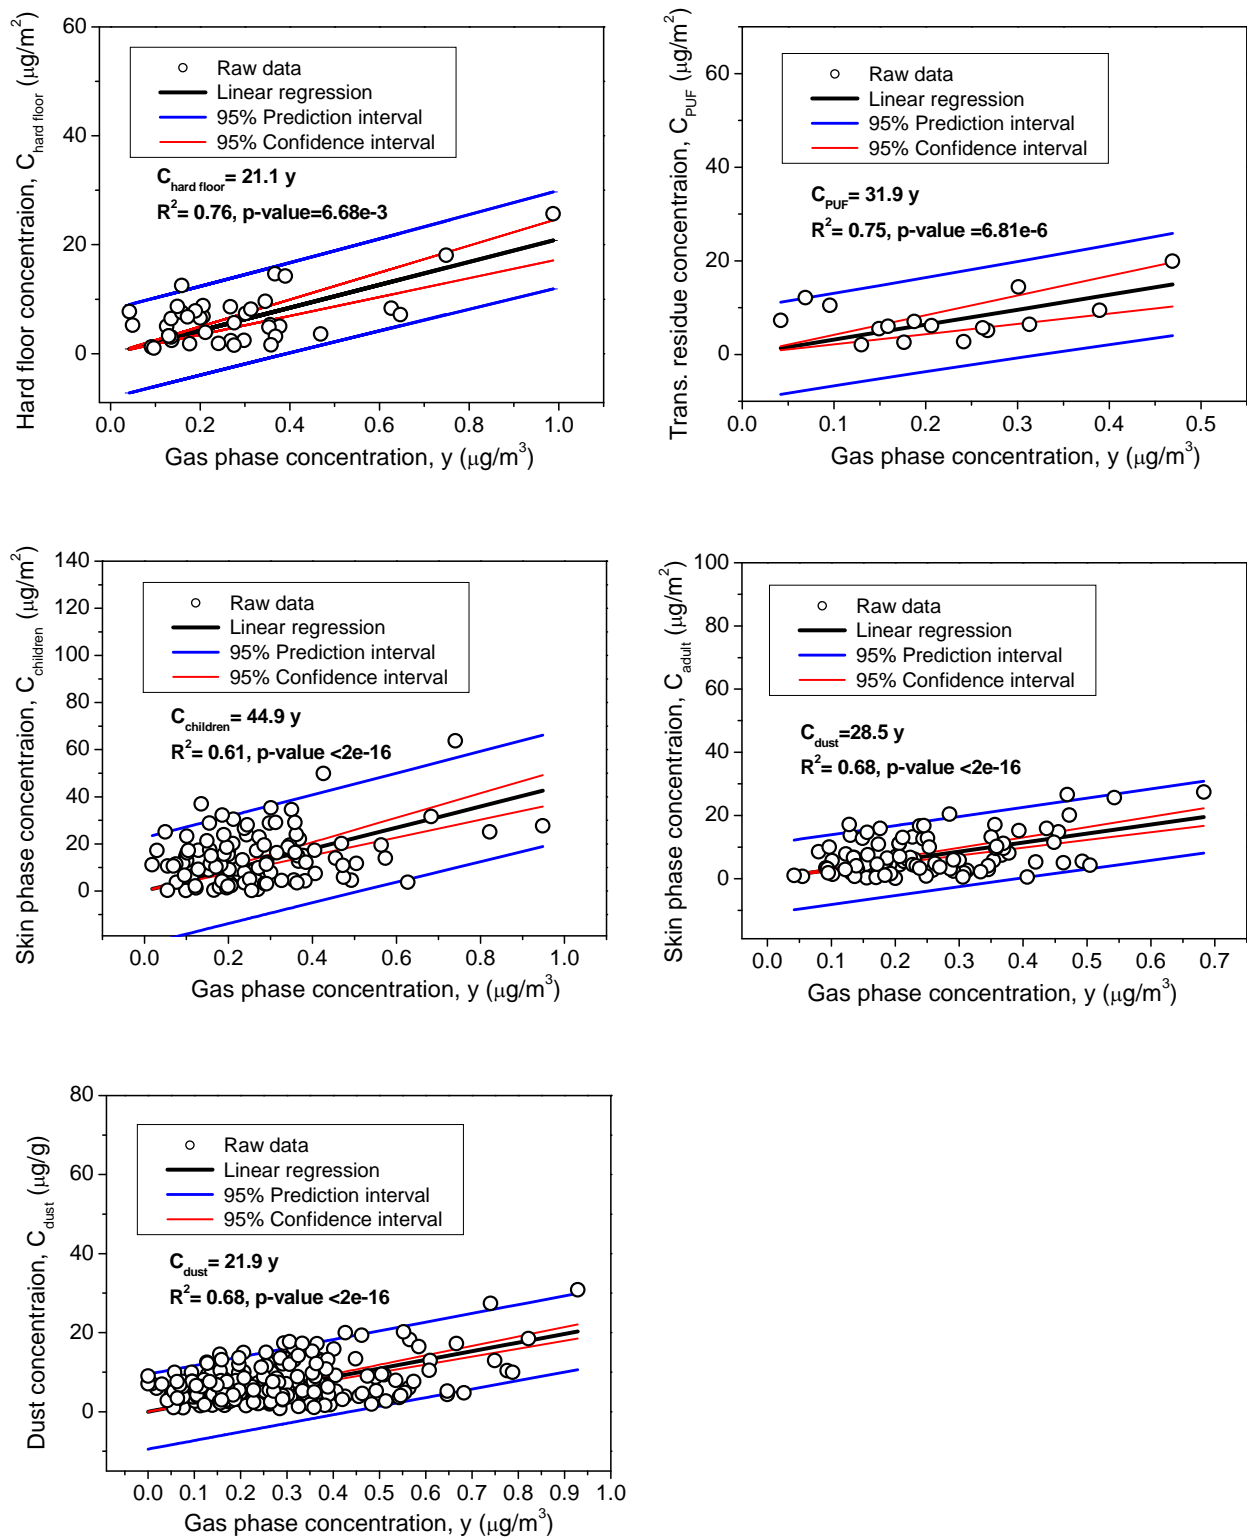 Hard floor concentraion, C_hard floor (μg/m²)
60
40
20
0
Raw data
Linear regression
95% Prediction interval
95% Confidence interval
C_hard floor= 21.1 y
R²= 0.76, p-value=6.68e-3
0.0 0.2 0.4 0.6 0.8 1.0
Gas phase concentration, y (μg/m³)
Trans. residue concentraion, C_PUF (μg/m²)
60
40
20
0
Raw data
Linear regression
95% Prediction interval
95% Confidence interval
C_PUF= 31.9 y
R²= 0.75, p-value =6.81e-6
0.0 0.1 0.2 0.3 0.4 0.5
Gas phase concentration, y (μg/m³)
Skin phase concentraion, C_children (μg/m²)
140
120
100
80
60
40
20
0
Raw data
Linear regression
95% Prediction interval
95% Confidence interval
C_children= 44.9 y
R²= 0.61, p-value <2e-16
0.0 0.2 0.4 0.6 0.8 1.0
Gas phase concentration, y (μg/m³)
Skin phase concentraion, C_adult (μg/m²)
100
80
60
40
20
0
Raw data
Linear regression
95% Prediction interval
95% Confidence interval
C_dust=28.5 y
R²= 0.68, p-value <2e-16
0.0 0.1 0.2 0.3 0.4 0.5 0.6 0.7
Gas phase concentration, y (μg/m³)
Dust concentraion, C_dust (μg/g)
80
60
40
20
0
Raw data
Linear regression
95% Prediction interval
95% Confidence interval
C_dust= 21.9 y
R²= 0.68, p-value <2e-16
0.0 0.1 0.2 0.3 0.4 0.5 0.6 0.7 0.8 0.9 1.0
Gas phase concentration, y (μg/m³)